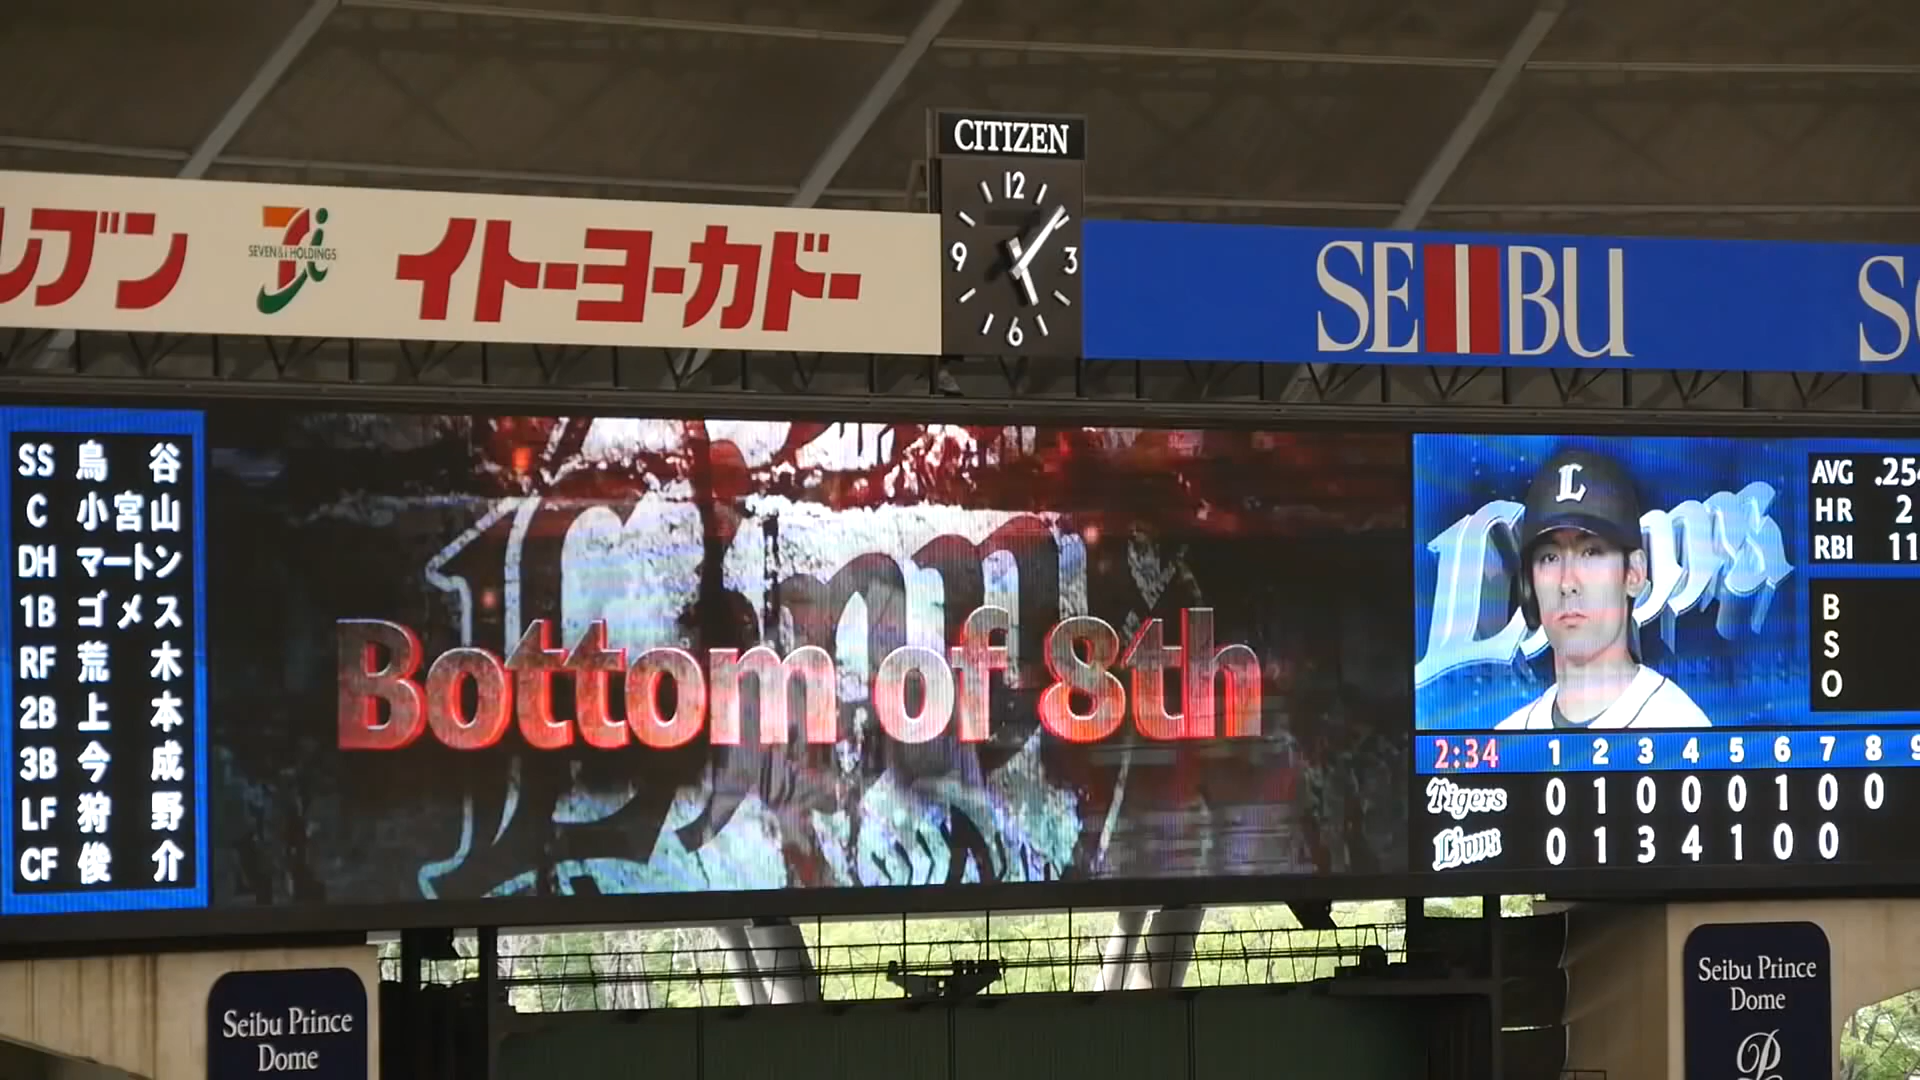 CITIZEN
12
9 3
6
レブン SEVEN&i HOLDINGS イトーヨーカドー
SEIBU
SS 鳥谷
C 小宮山
DH マートン
1B ゴメス
RF 荒木
2B 上本
3B 今成
LF 狩野
CF 俊介
Bottom of 8th
L
Lions
AVG .254
HR 2
RBI 11
B
S
O
2:34 1 2 3 4 5 6 7 8 9
Tigers 0 1 0 0 0 1 0 0
Lions 0 1 3 4 1 0 0
Seibu Prince
Dome
Seibu Prince
Dome
P